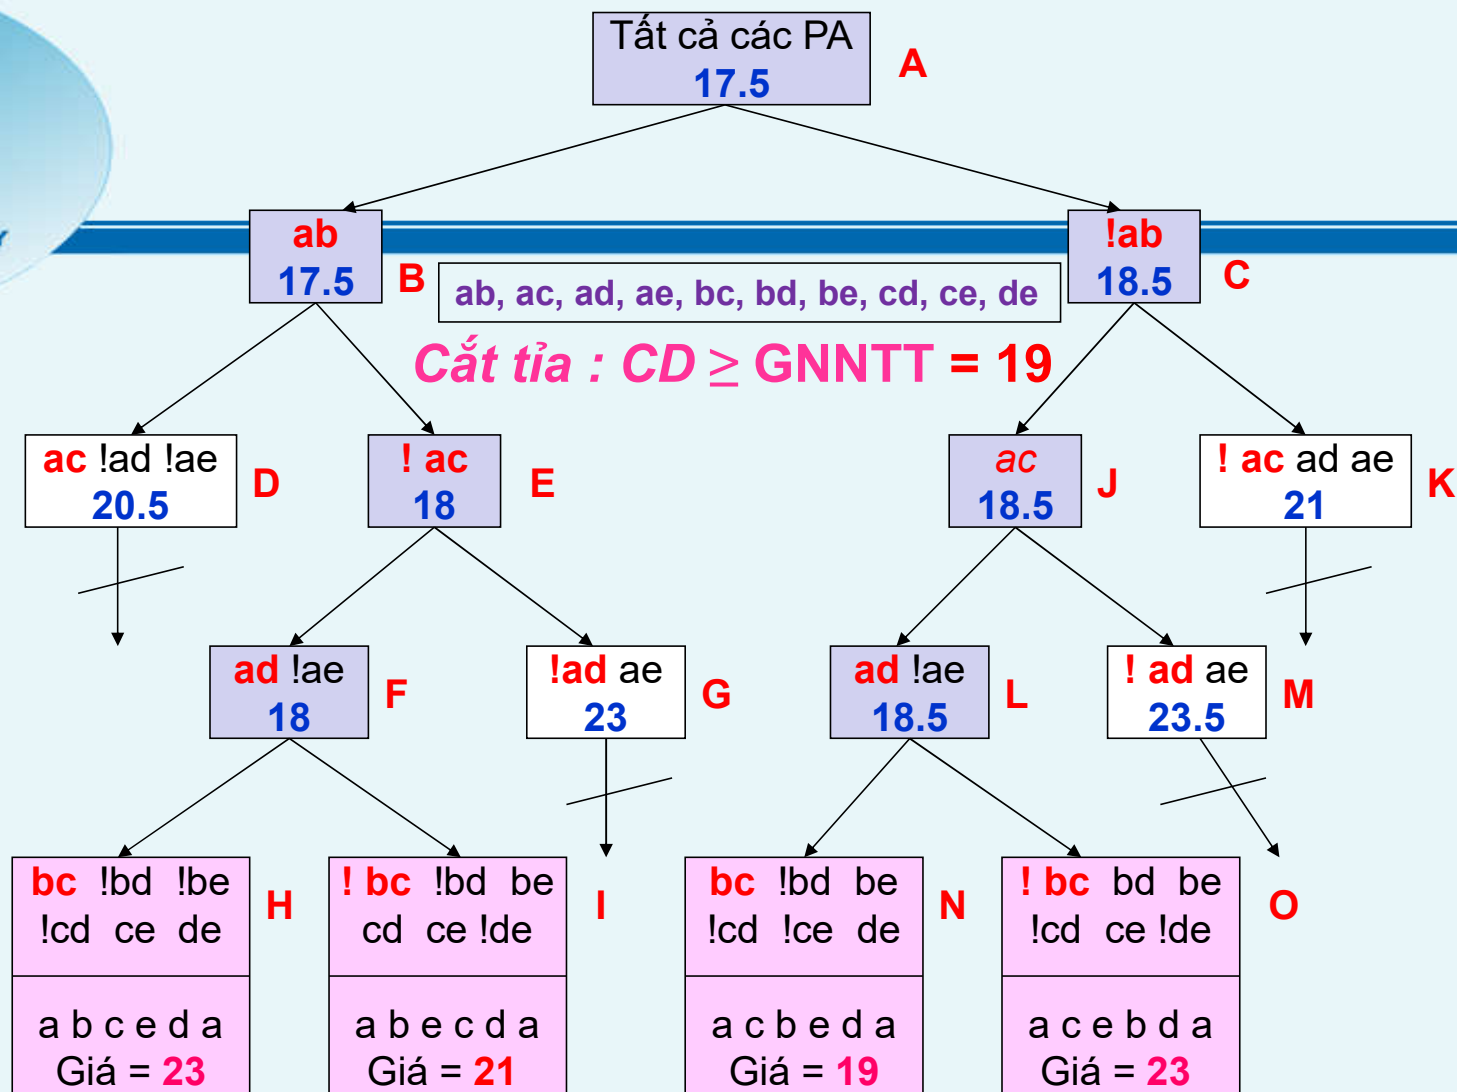 Tất cả các PA
17.5
A
ab
17.5
B
!ab
18.5
C
ab, ac, ad, ae, bc, bd, be, cd, ce, de
Cắt tỉa : CD ≥ GNNTT = 19
ac !ad !ae
20.5
D
! ac
18
E
ac
18.5
J
! ac ad ae
21
K
ad !ae
18
F
!ad ae
23
G
ad !ae
18.5
L
! ad ae
23.5
M
bc !bd !be
!cd ce de
H
a b c e d a
Giá = 23
! bc !bd be
cd ce !de
I
a b e c d a
Giá = 21
bc !bd be
!cd !ce de
N
a c b e d a
Giá = 19
! bc bd be
!cd ce !de
O
a c e b d a
Giá = 23